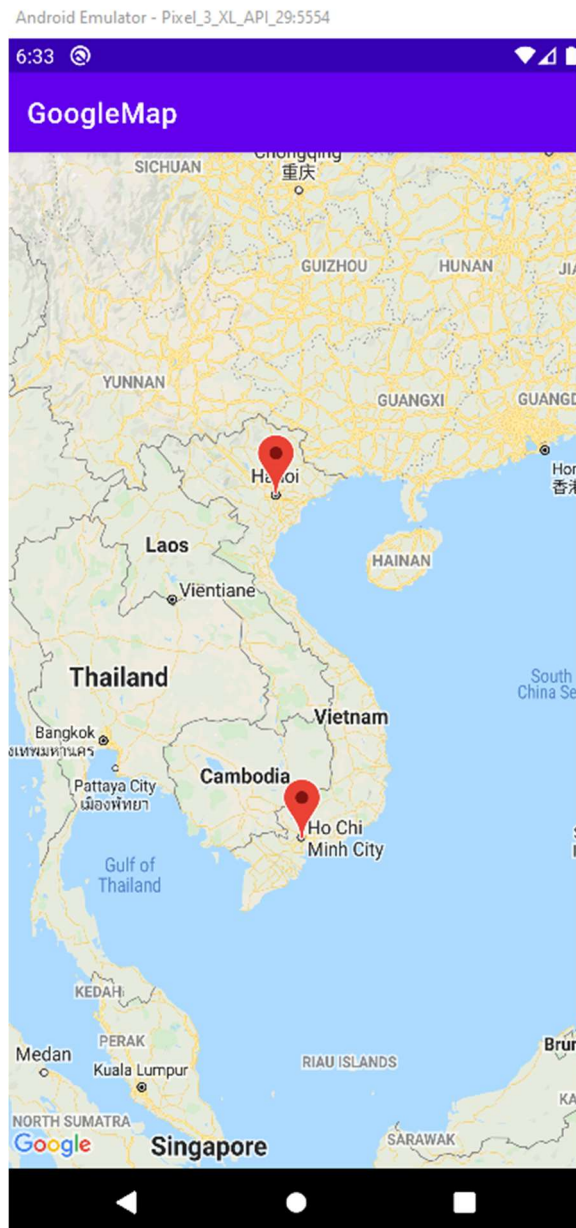 Android Emulator - Pixel_3_XL_API_29:5554
6:33
GoogleMap
SICHUAN
Chongqing
重庆
GUIZHOU
HUNAN
YUNNAN
GUANGXI
Hanoi
Laos
HAINAN
Vientiane
Thailand
South
Vietnam
Bangkok
Cambodia
Pattaya City
เมืองพัทยา
Ho Chi
Minh City
Gulf of
Thailand
KEDAH
PERAK
Medan
Kuala Lumpur
RIAU ISLANDS
NORTH SUMATRA
Google
Singapore
SARAWAK